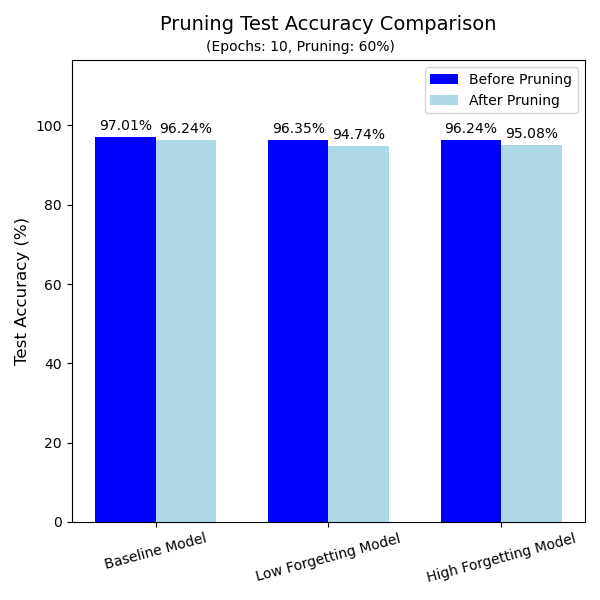 Pruning Test Accuracy Comparison
(Epochs: 10, Pruning: 60%)
Before Pruning
After Pruning
97.01%
96.24%
96.35%
94.74%
96.24%
95.08%
100
80
60
40
20
0
Test Accuracy (%)
Baseline Model
Low Forgetting Model
High Forgetting Model